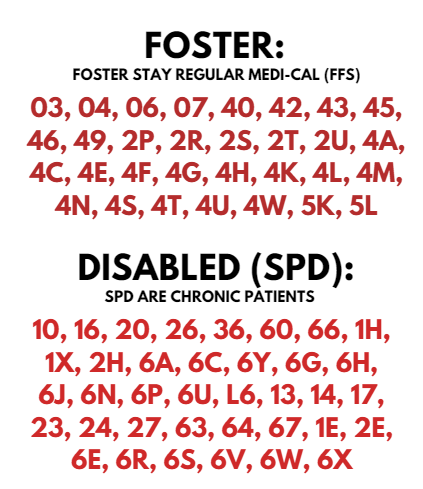 FOSTER:
FOSTER STAY REGULAR MEDI-CAL (FFS)
03, 04, 06, 07, 40, 42, 43, 45,
46, 49, 2P, 2R, 2S, 2T, 2U, 4A,
4C, 4E, 4F, 4G, 4H, 4K, 4L, 4M,
4N, 4S, 4T, 4U, 4W, 5K, 5L
DISABLED (SPD):
SPD ARE CHRONIC PATIENTS
10, 16, 20, 26, 36, 60, 66, 1H,
1X, 2H, 6A, 6C, 6Y, 6G, 6H,
6J, 6N, 6P, 6U, L6, 13, 14, 17,
23, 24, 27, 63, 64, 67, 1E, 2E,
6E, 6R, 6S, 6V, 6W, 6X